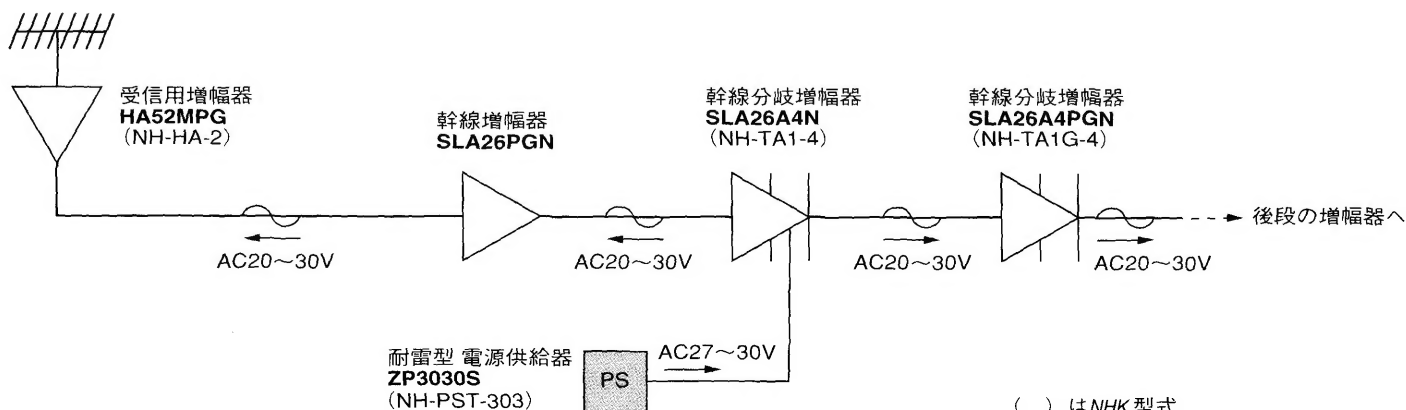 受信用増幅器
HA52MPG
(NH-HA-2)
幹線増幅器
SLA26PGN
幹線分岐増幅器
SLA26A4N
(NH-TA1-4)
幹線分岐増幅器
SLA26A4PGN
(NH-TA1G-4)
後段の増幅器へ
AC20〜30V
AC20〜30V
AC20〜30V
AC20〜30V
耐雷型 電源供給器
ZP3030S
(NH-PST-303)
PS
AC27〜30V
( ) はNHK型式